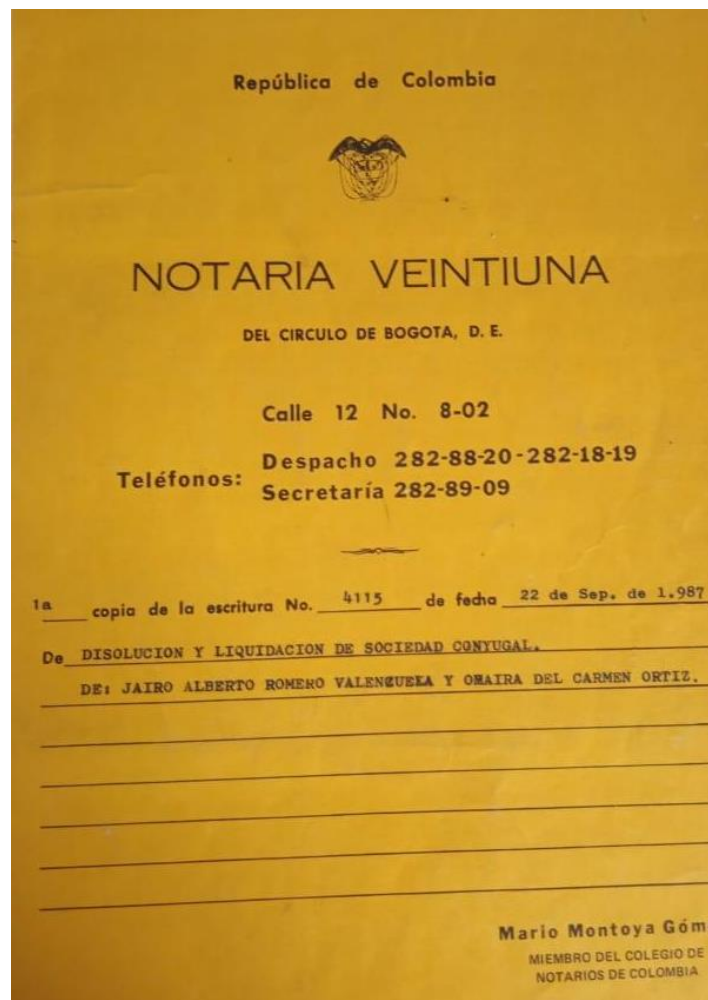 República de Colombia
NOTARIA VEINTIUNA
DEL CIRCULO DE BOGOTA, D. E.
Calle 12 No. 8-02
Teléfonos: Despacho 282-88-20 - 282-18-19
Secretaría 282-89-09
1a copia de la escritura No. 4115 de fecha 22 de Sep. de 1.987
De DISOLUCION Y LIQUIDACION DE SOCIEDAD CONYUGAL.
DE: JAIRO ALBERTO ROMERO VALENZUELA Y OMAIRA DEL CARMEN ORTIZ.
Mario Montoya Góm
MIEMBRO DEL COLEGIO DE
NOTARIOS DE COLOMBIA